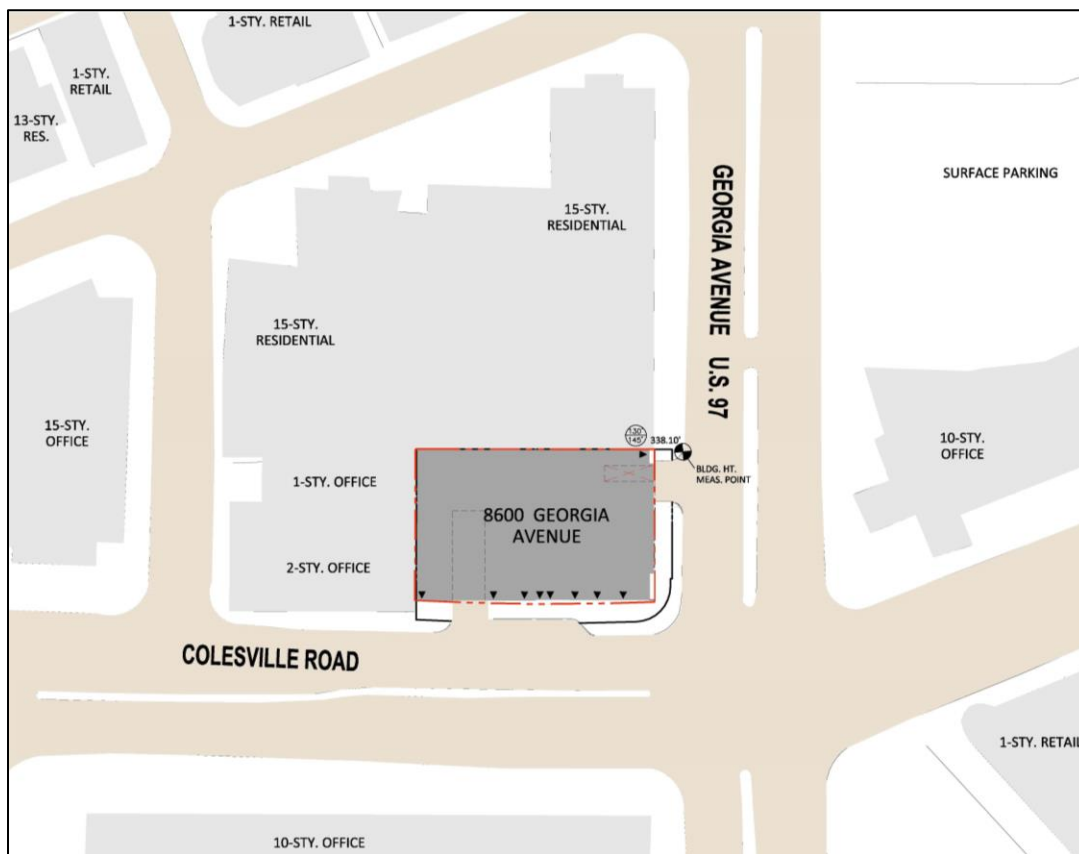 1-STY. RETAIL
1-STY.
RETAIL
13-STY.
RES.
SURFACE PARKING
GEORGIA AVENUE U.S. 97
15-STY.
RESIDENTIAL
15-STY.
RESIDENTIAL
15-STY.
OFFICE
10-STY.
OFFICE
130'
145'
338.10'
BLDG. HT.
MEAS. POINT
1-STY. OFFICE
8600 GEORGIA
AVENUE
2-STY. OFFICE
COLESVILLE ROAD
1-STY. RETAIL
10-STY. OFFICE